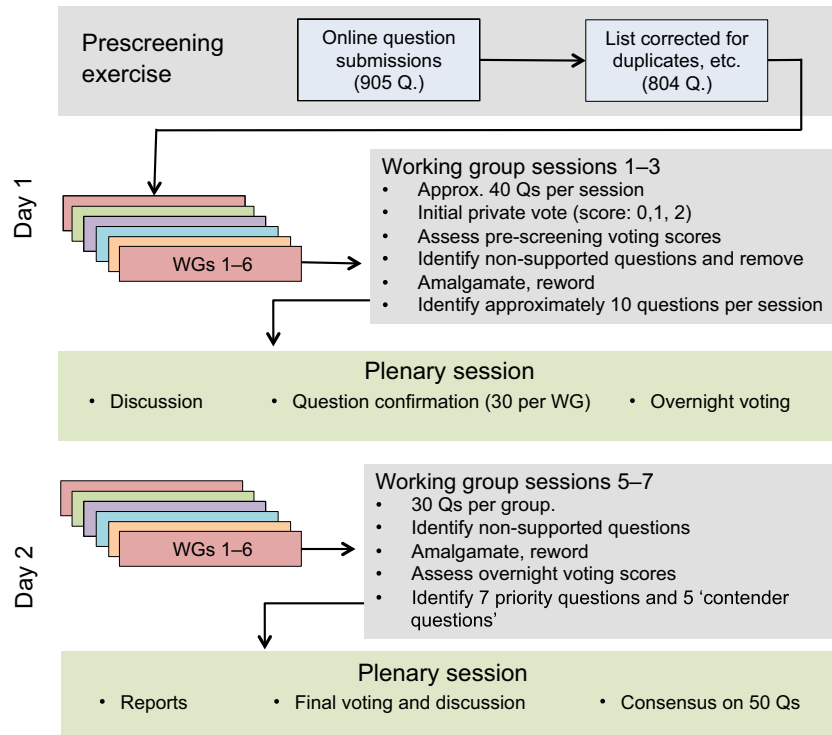 Prescreening
exercise
Online question
submissions
(905 Q.)
List corrected for
duplicates, etc.
(804 Q.)
Day 1
WGs 1–6
Working group sessions 1–3
• Approx. 40 Qs per session
• Initial private vote (score: 0,1, 2)
• Assess pre-screening voting scores
• Identify non-supported questions and remove
• Amalgamate, reword
• Identify approximately 10 questions per session
Plenary session
• Discussion • Question confirmation (30 per WG) • Overnight voting
Day 2
WGs 1–6
Working group sessions 5–7
• 30 Qs per group.
• Identify non-supported questions
• Amalgamate, reword
• Assess overnight voting scores
• Identify 7 priority questions and 5 ‘contender
questions’
Plenary session
• Reports • Final voting and discussion • Consensus on 50 Qs